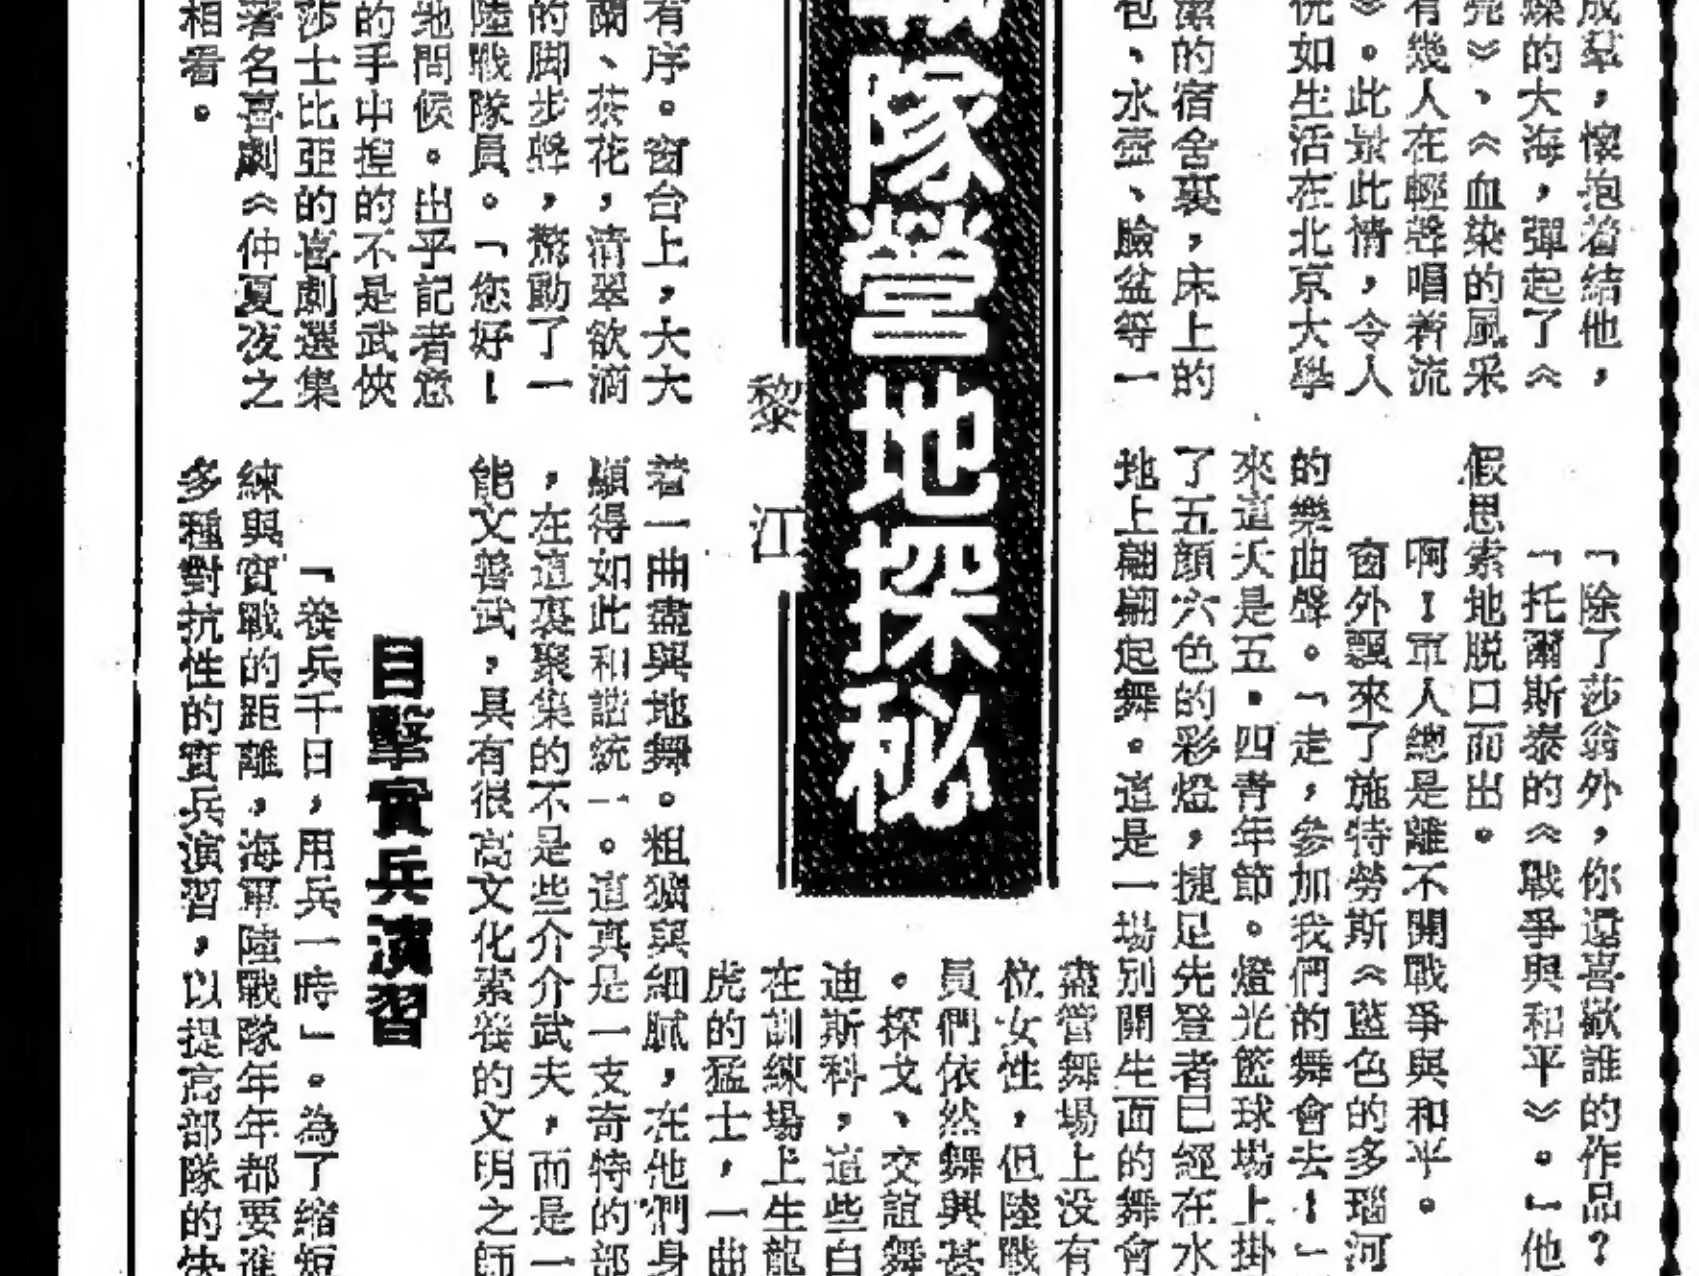 成羣，懷抱着結他，
燥的大海，彈起了《
亮》、《血染的風采
有幾人在輕聲唱着流
》。此景此情，令人
恍如生活在北京大學
潔的宿舍裏，床上的
包、水壺、臉盆等一
隊營地探秘
黎江
有序。窗台上，大大
蘭、茶花，清翠欲滴
的脚步聲，驚動了一
陸戰隊員。「您好！
地問候。出乎記者意
的手中捏的不是武俠
莎士比亞的喜劇選集
著名喜劇《仲夏夜之
相看。
「除了莎翁外，你還喜歡誰的作品？
「托爾斯泰的《戰爭與和平》。」他
假思索地脱口而出。
啊！軍人總是離不開戰爭與和平。
窗外飄來了施特勞斯《藍色的多瑙河
的樂曲聲。「走，參加我們的舞會去！」
來這天是五·四青年節。燈光籃球場上掛
了五顔六色的彩燈，捷足先登者已經在水
地上翩翩起舞。這是一場別開生面的舞會
盡管舞場上没有
位女性，但陸戰
員們依然舞興甚
。探戈、交誼舞
迪斯科，這些白
在訓練場上生龍
虎的猛士，一曲
着一曲盡興地舞。粗獷與細膩，在他們身
顯得如此和諧統一。這真是一支奇特的部
，在這裏聚集的不是些介介武夫，而是一
能文善武，具有很高文化素養的文明之師
目擊實兵演習
「養兵千日，用兵一時」。為了縮短
練與實戰的距離，海軍陸戰隊年年都要進
多種對抗性的實兵演習，以提高部隊的快